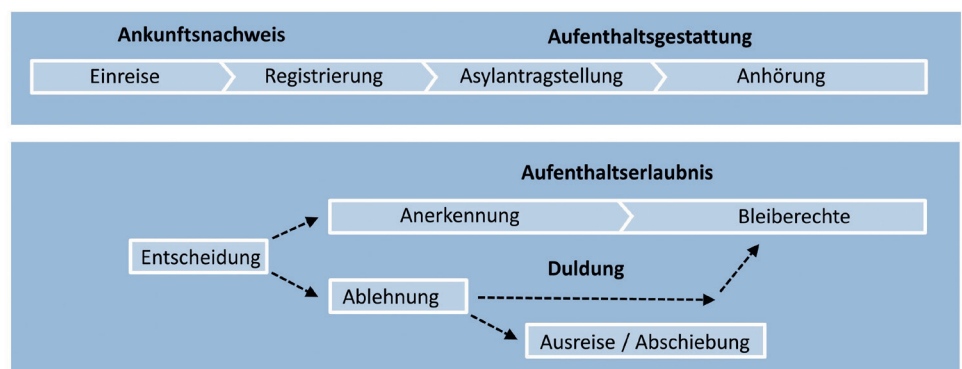 Ankunftsnachweis Aufenthaltsgestattung
Einreise Registrierung Asylantragstellung Anhörung
Aufenthaltserlaubnis
Anerkennung Bleiberechte
Entscheidung
Duldung
Ablehnung
Ausreise / Abschiebung